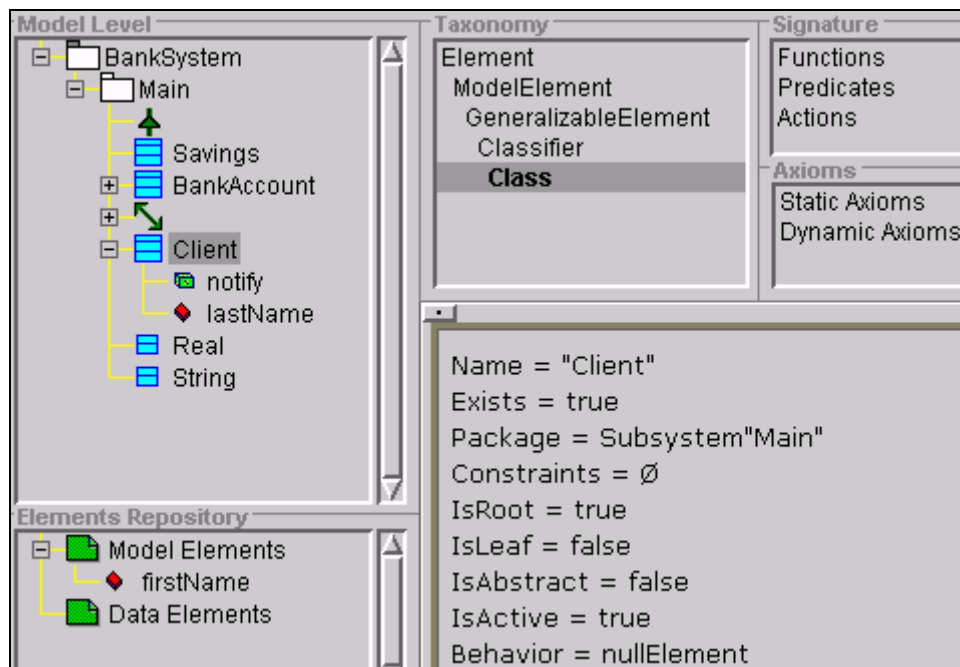 Model Level
BankSystem
Main
Savings
BankAccount
Client
notify
lastName
Real
String
Elements Repository
Model Elements
firstName
Data Elements
Taxonomy
Element
ModelElement
GeneralizableElement
Classifier
Class
Signature
Functions
Predicates
Actions
Axioms
Static Axioms
Dynamic Axioms
Name = "Client"
Exists = true
Package = Subsystem"Main"
Constraints = Ø
IsRoot = true
IsLeaf = false
IsAbstract = false
IsActive = true
Behavior = nullElement